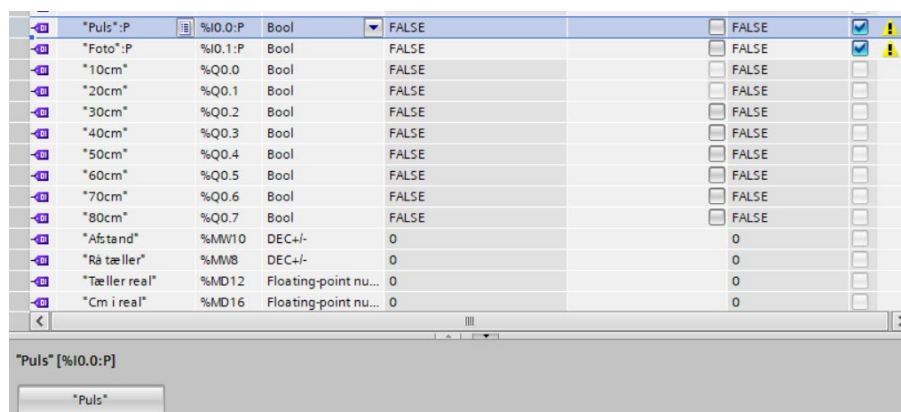 "Puls":P %I0.0:P Bool FALSE FALSE
"Foto":P %I0.1:P Bool FALSE FALSE
"10cm" %Q0.0 Bool FALSE FALSE
"20cm" %Q0.1 Bool FALSE FALSE
"30cm" %Q0.2 Bool FALSE FALSE
"40cm" %Q0.3 Bool FALSE FALSE
"50cm" %Q0.4 Bool FALSE FALSE
"60cm" %Q0.5 Bool FALSE FALSE
"70cm" %Q0.6 Bool FALSE FALSE
"80cm" %Q0.7 Bool FALSE FALSE
"Afstand" %MW10 DEC+/- 0 0
"Rå tæller" %MW8 DEC+/- 0 0
"Tæller real" %MD12 Floating-point nu... 0 0
"Cm i real" %MD16 Floating-point nu... 0 0
"Puls" [%I0.0:P]
"Puls"